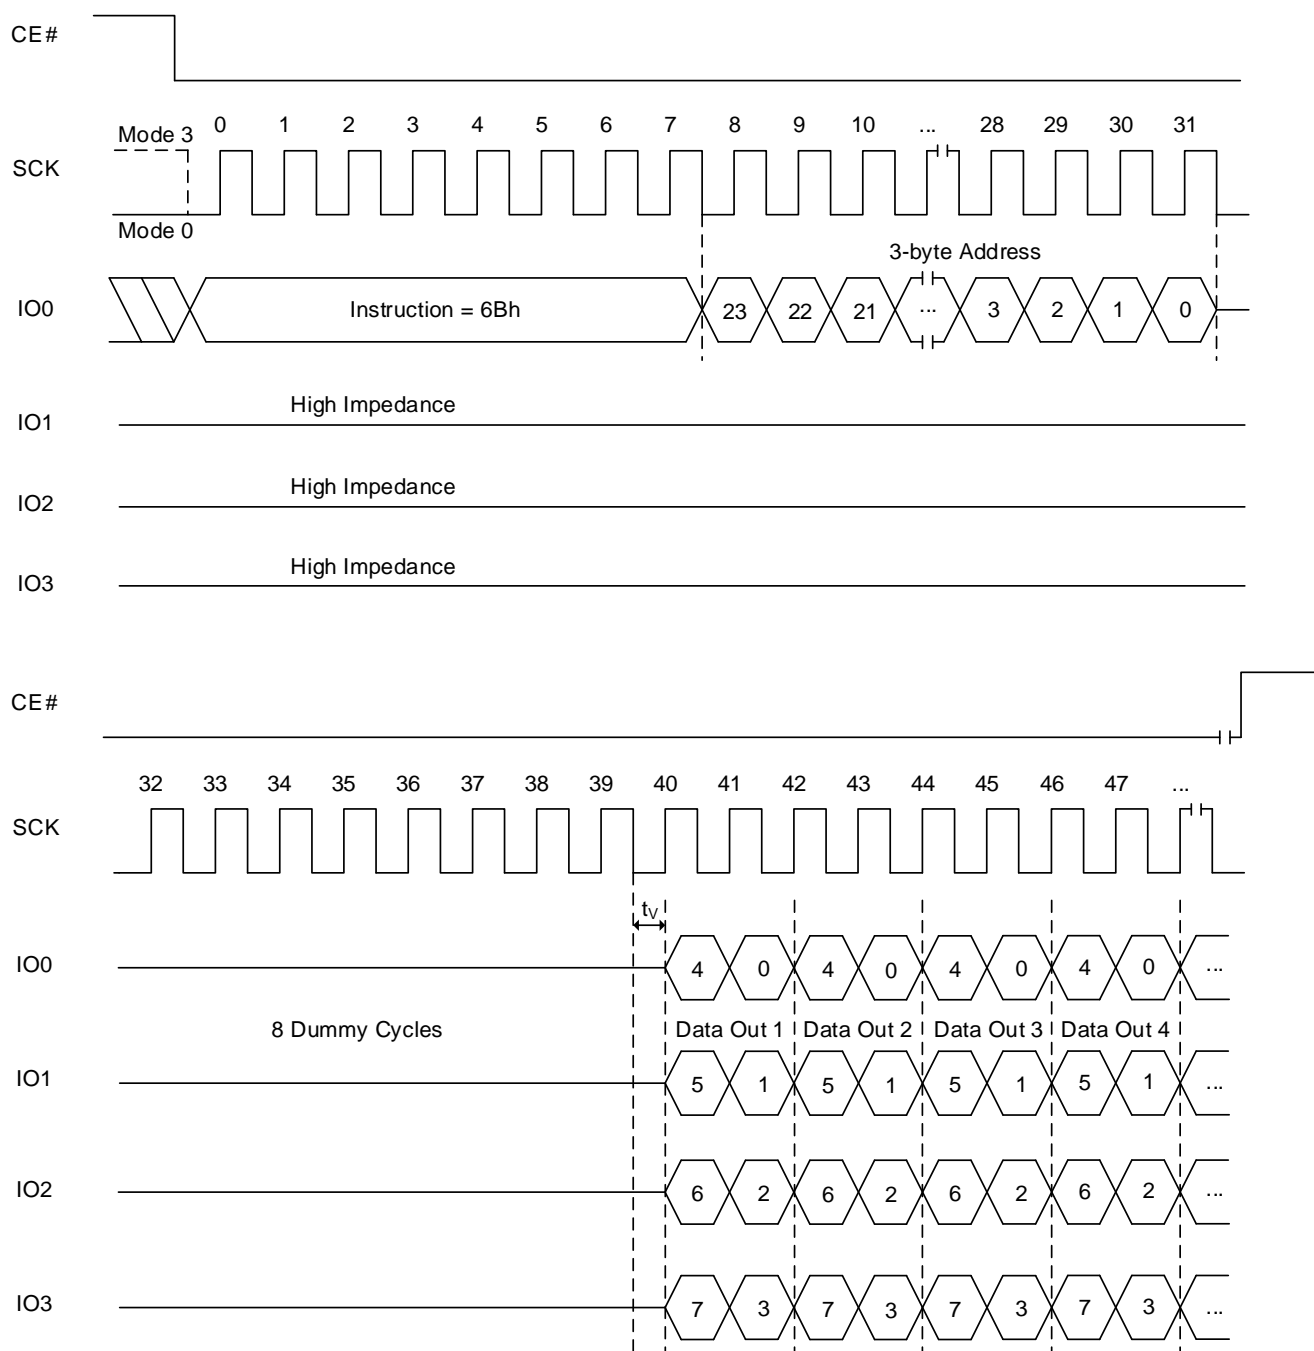 CE#
Mode 3 0 1 2 3 4 5 6 7 8 9 10 ... 28 29 30 31
SCK
Mode 0
3-byte Address
IO0 Instruction = 6Bh 23 22 21 ... 3 2 1 0
High Impedance
IO1
High Impedance
IO2
High Impedance
IO3
CE#
32 33 34 35 36 37 38 39 40 41 42 43 44 45 46 47 ...
SCK
tV
IO0 4 0 4 0 4 0 4 0 ...
8 Dummy Cycles Data Out 1 Data Out 2 Data Out 3 Data Out 4
IO1 5 1 5 1 5 1 5 1 ...
IO2 6 2 6 2 6 2 6 2 ...
IO3 7 3 7 3 7 3 7 3 ...